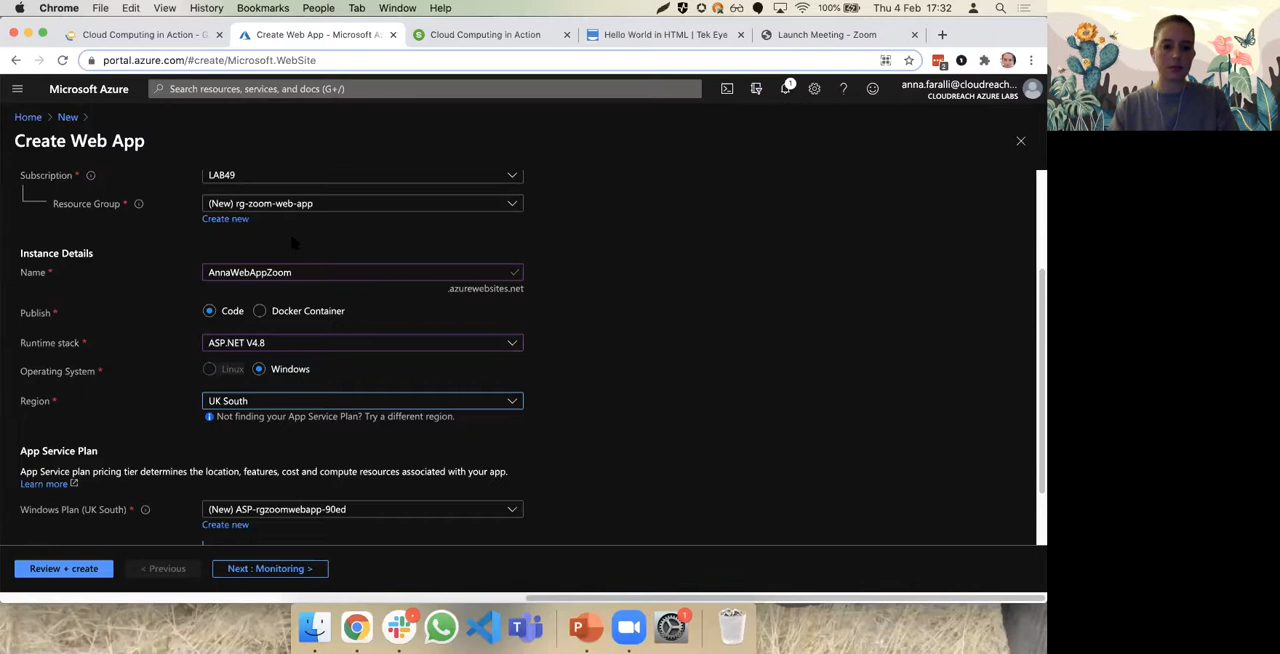 Chrome File Edit View History Bookmarks People Tab Window Help 100% Thu 4 Feb 17:32
Cloud Computing in Action - G Create Web App - Microsoft A Cloud Computing in Action Hello World in HTML | Tek Eye Launch Meeting - Zoom
portal.azure.com/#create/Microsoft.WebSite 2
Microsoft Azure Search resources, services, and docs (G+/) 1 anna.faralli@cloudreach...
CLOUDREACH AZURE LABS
Home > New >
Create Web App
Subscription * LAB49
Resource Group * (New) rg-zoom-web-app
Create new
Instance Details
Name * AnnaWebAppZoom
.azurewebsites.net
Publish * Code Docker Container
Runtime stack * ASP.NET V4.8
Operating System * Linux Windows
Region * UK South
Not finding your App Service Plan? Try a different region.
App Service Plan
App Service plan pricing tier determines the location, features, cost and compute resources associated with your app.
Learn more
Windows Plan (UK South) * (New) ASP-rgzoomwebapp-90ed
Create new
Review + create < Previous Next : Monitoring >
1